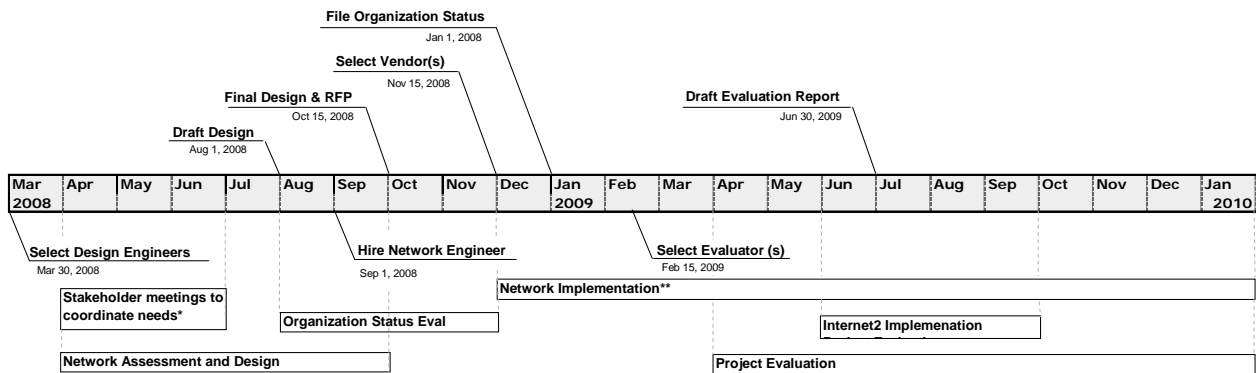 File Organization Status
Jan 1, 2008
Select Vendor(s)
Nov 15, 2008
Final Design & RFP
Oct 15, 2008
Draft Evaluation Report
Jun 30, 2009
Draft Design
Aug 1, 2008
Mar Apr May Jun Jul Aug Sep Oct Nov Dec Jan Feb Mar Apr May Jun Jul Aug Sep Oct Nov Dec Jan
2008 2009 2010
Select Design Engineers
Mar 30, 2008
Hire Network Engineer
Sep 1, 2008
Select Evaluator (s)
Feb 15, 2009
Network Implementation**
Stakeholder meetings to
coordinate needs*
Organization Status Eval
Internet2 Implemenation
Network Assessment and Design
Project Evaluation